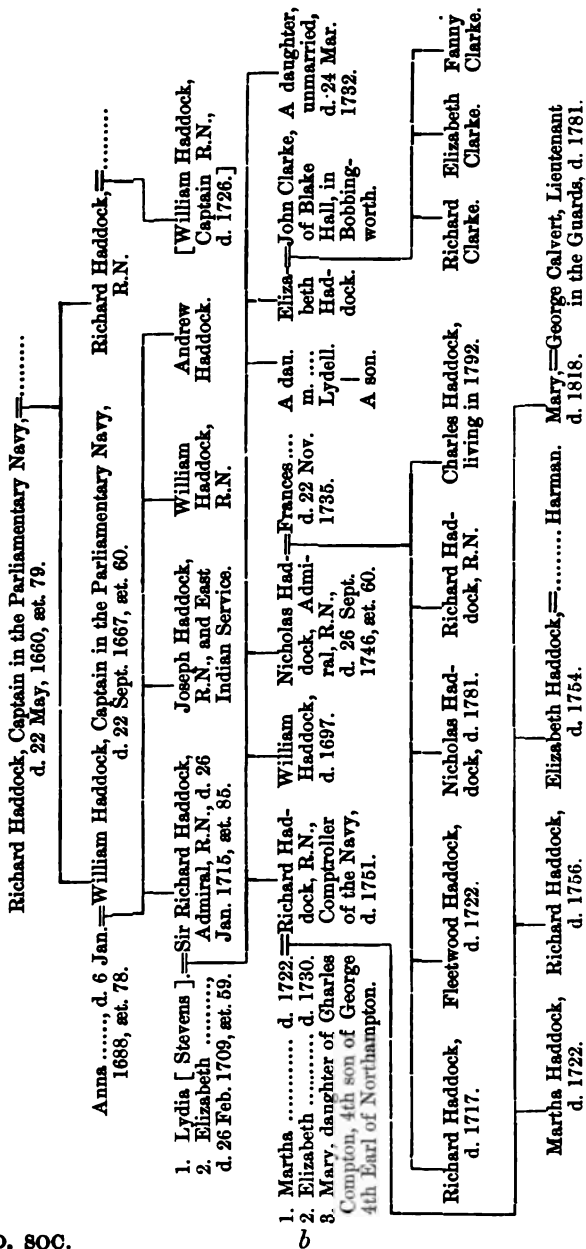 Richard Haddock, Captain in the Parliamentary Navy,=..........
d. 22 May, 1660, æt. 79.
Anna ......, d. 6 Jan.=William Haddock, Captain in the Parliamentary Navy,
1688, æt. 78.
d. 22 Sept. 1667, æt. 60.
Richard Haddock,=..........
R.N.
1. Lydia [ Stevens ].=Sir Richard Haddock,
2. Elizabeth .........,
d. 26 Feb. 1709, æt. 59.
Admiral, R.N., d. 26
Jan. 1715, æt. 85.
Joseph Haddock,
R.N., and East
Indian Service.
William
Haddock,
R.N.
Andrew
Haddock.
[William Haddock,
Captain R.N.,
d. 1726.]
1. Martha ............ d. 1722.=Richard Had-
2. Elizabeth ......... d. 1730.
3. Mary, daughter of Charles
Compton, 4th son of George
4th Earl of Northampton.
dock, R.N.,
Comptroller
of the Navy,
d. 1751.
William
Haddock,
d. 1697.
Nicholas Had-=Frances ....
dock, Admi-
ral, R.N.,
d. 26 Sept.
1746, æt. 60.
d. 22 Nov.
1735.
A dau.
m. ....
Lydell.
A son.
Eliza-=John Clarke,
beth
Had-
dock.
of Blake
Hall, in
Bobbing-
worth.
A daughter,
unmarried,
d. 24 Mar.
1732.
Richard Haddock,
d. 1717.
Fleetwood Haddock,
d. 1722.
Nicholas Had-
dock, d. 1781.
Richard Had-
dock, R.N.
Charles Haddock,
living in 1792.
Richard
Clarke.
Elizabeth
Clarke.
Fanny
Clarke.
Martha Haddock,
d. 1722.
Richard Haddock,
d. 1756.
Elizabeth Haddock,=......... Harman.
d. 1754.
Mary,=George Calvert, Lieutenant
d. 1818.
in the Guards, d. 1781.
D. SOC.
b